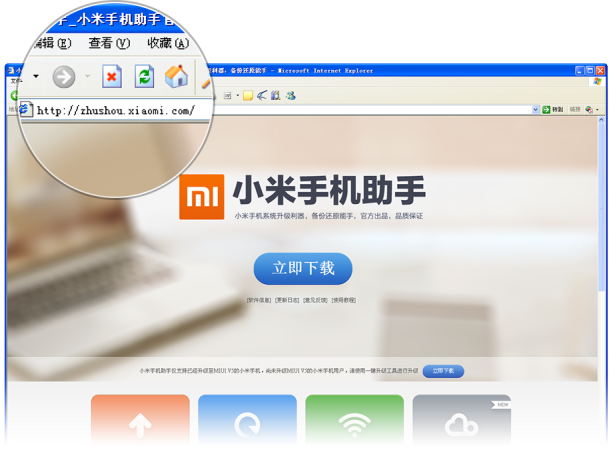 手_小米手机助手官
编辑(E) 查看(V) 收藏(A)
利器，备份还原能手 - Microsoft Internet Explorer
http://zhushou.xiaomi.com/
转到 链接
小米手机助手
小米手机系统升级利器，备份还原能手，官方出品，品质保证
立即下载
[软件信息] [更新日志] [意见反馈] [使用教程]
小米手机助手仅支持已经升级至MIUI V5的小米手机，尚未升级MIUI V5的小米手机用户，请使用一键升级工具进行升级 立即下载
NEW